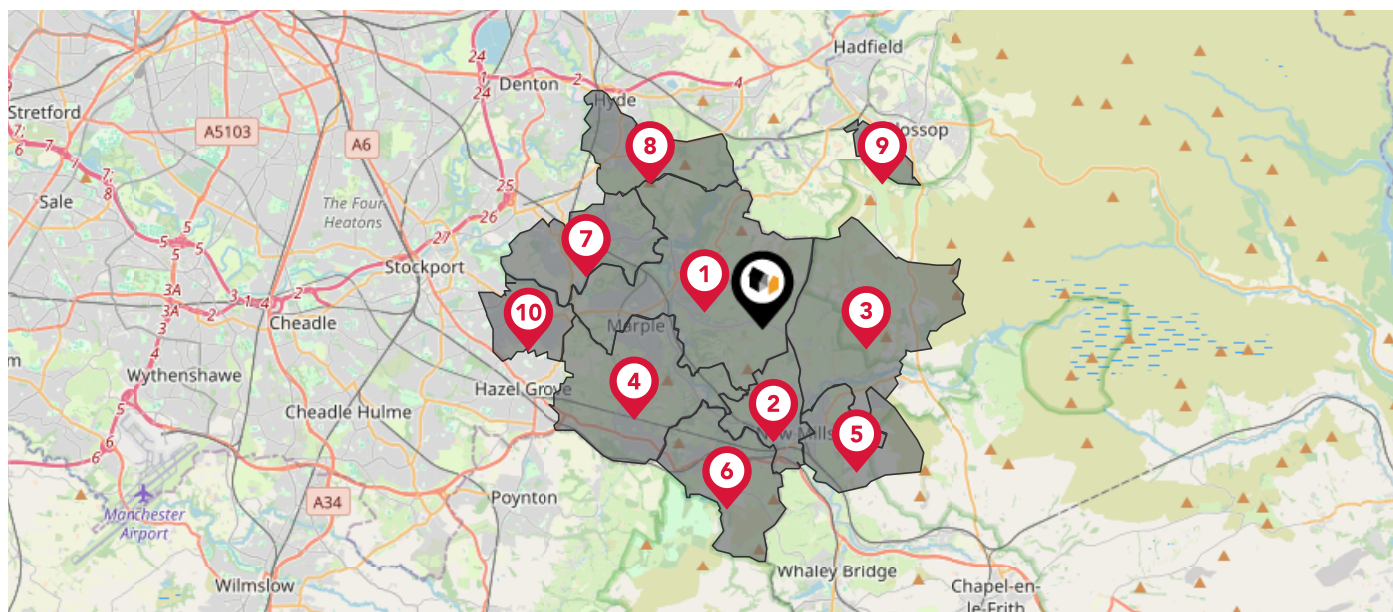 Hadfield
24
1
24
2
4
Denton
Hyde
Stretford
A5103
A6
8
9
Glossop
7;
6
7
7;
8
25
Sale
The Four
Heatons
26
27
7
5
5
5
5
Stockport
1
3A
3A
3
1
4
2
2
10
3
Cheadle
Marple
3
m
4
Wythenshawe
Hazel Grove
4
5
Cheadle Hulme
2
New Mills
5
6
6
6
A34
Poynton
Manchester
Airport
Wilmslow
Whaley Bridge
Chapel-en-
le-Frith